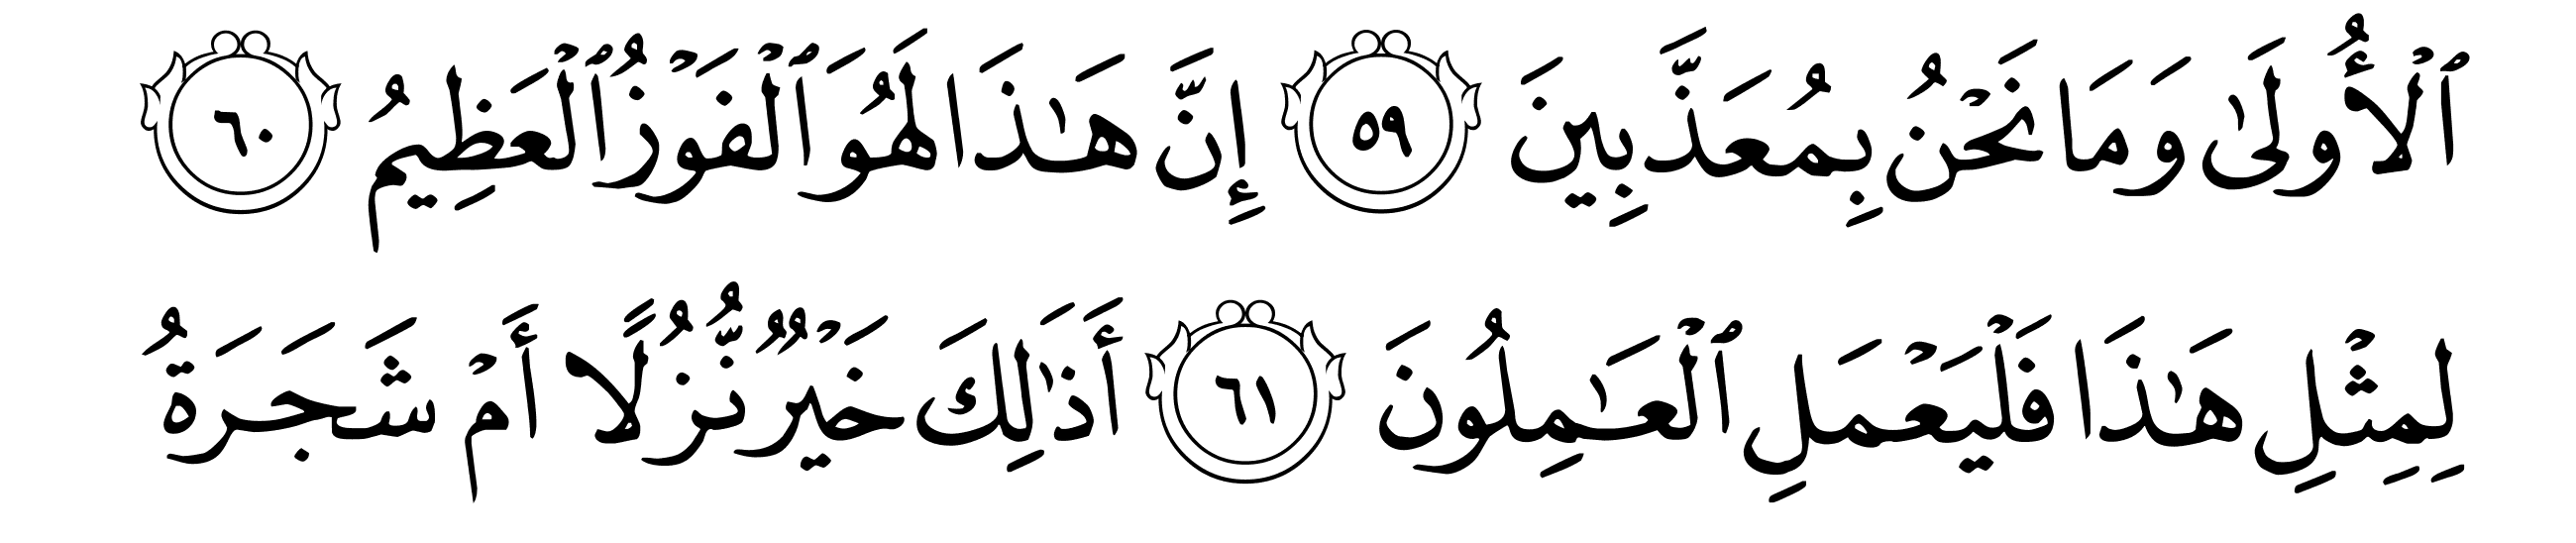 ٱلْأُولَىٰ وَمَا نَحْنُ بِمُعَذَّبِينَ ٥٩ إِنَّ هَـٰذَا لَهُوَ ٱلْفَوْزُ ٱلْعَظِيمُ ٦٠
لِمِثْلِ هَـٰذَا فَلْيَعْمَلِ ٱلْعَـٰمِلُونَ ٦١ أَذَٰلِكَ خَيْرٌ نُّزُلًا أَمْ شَجَرَةُ